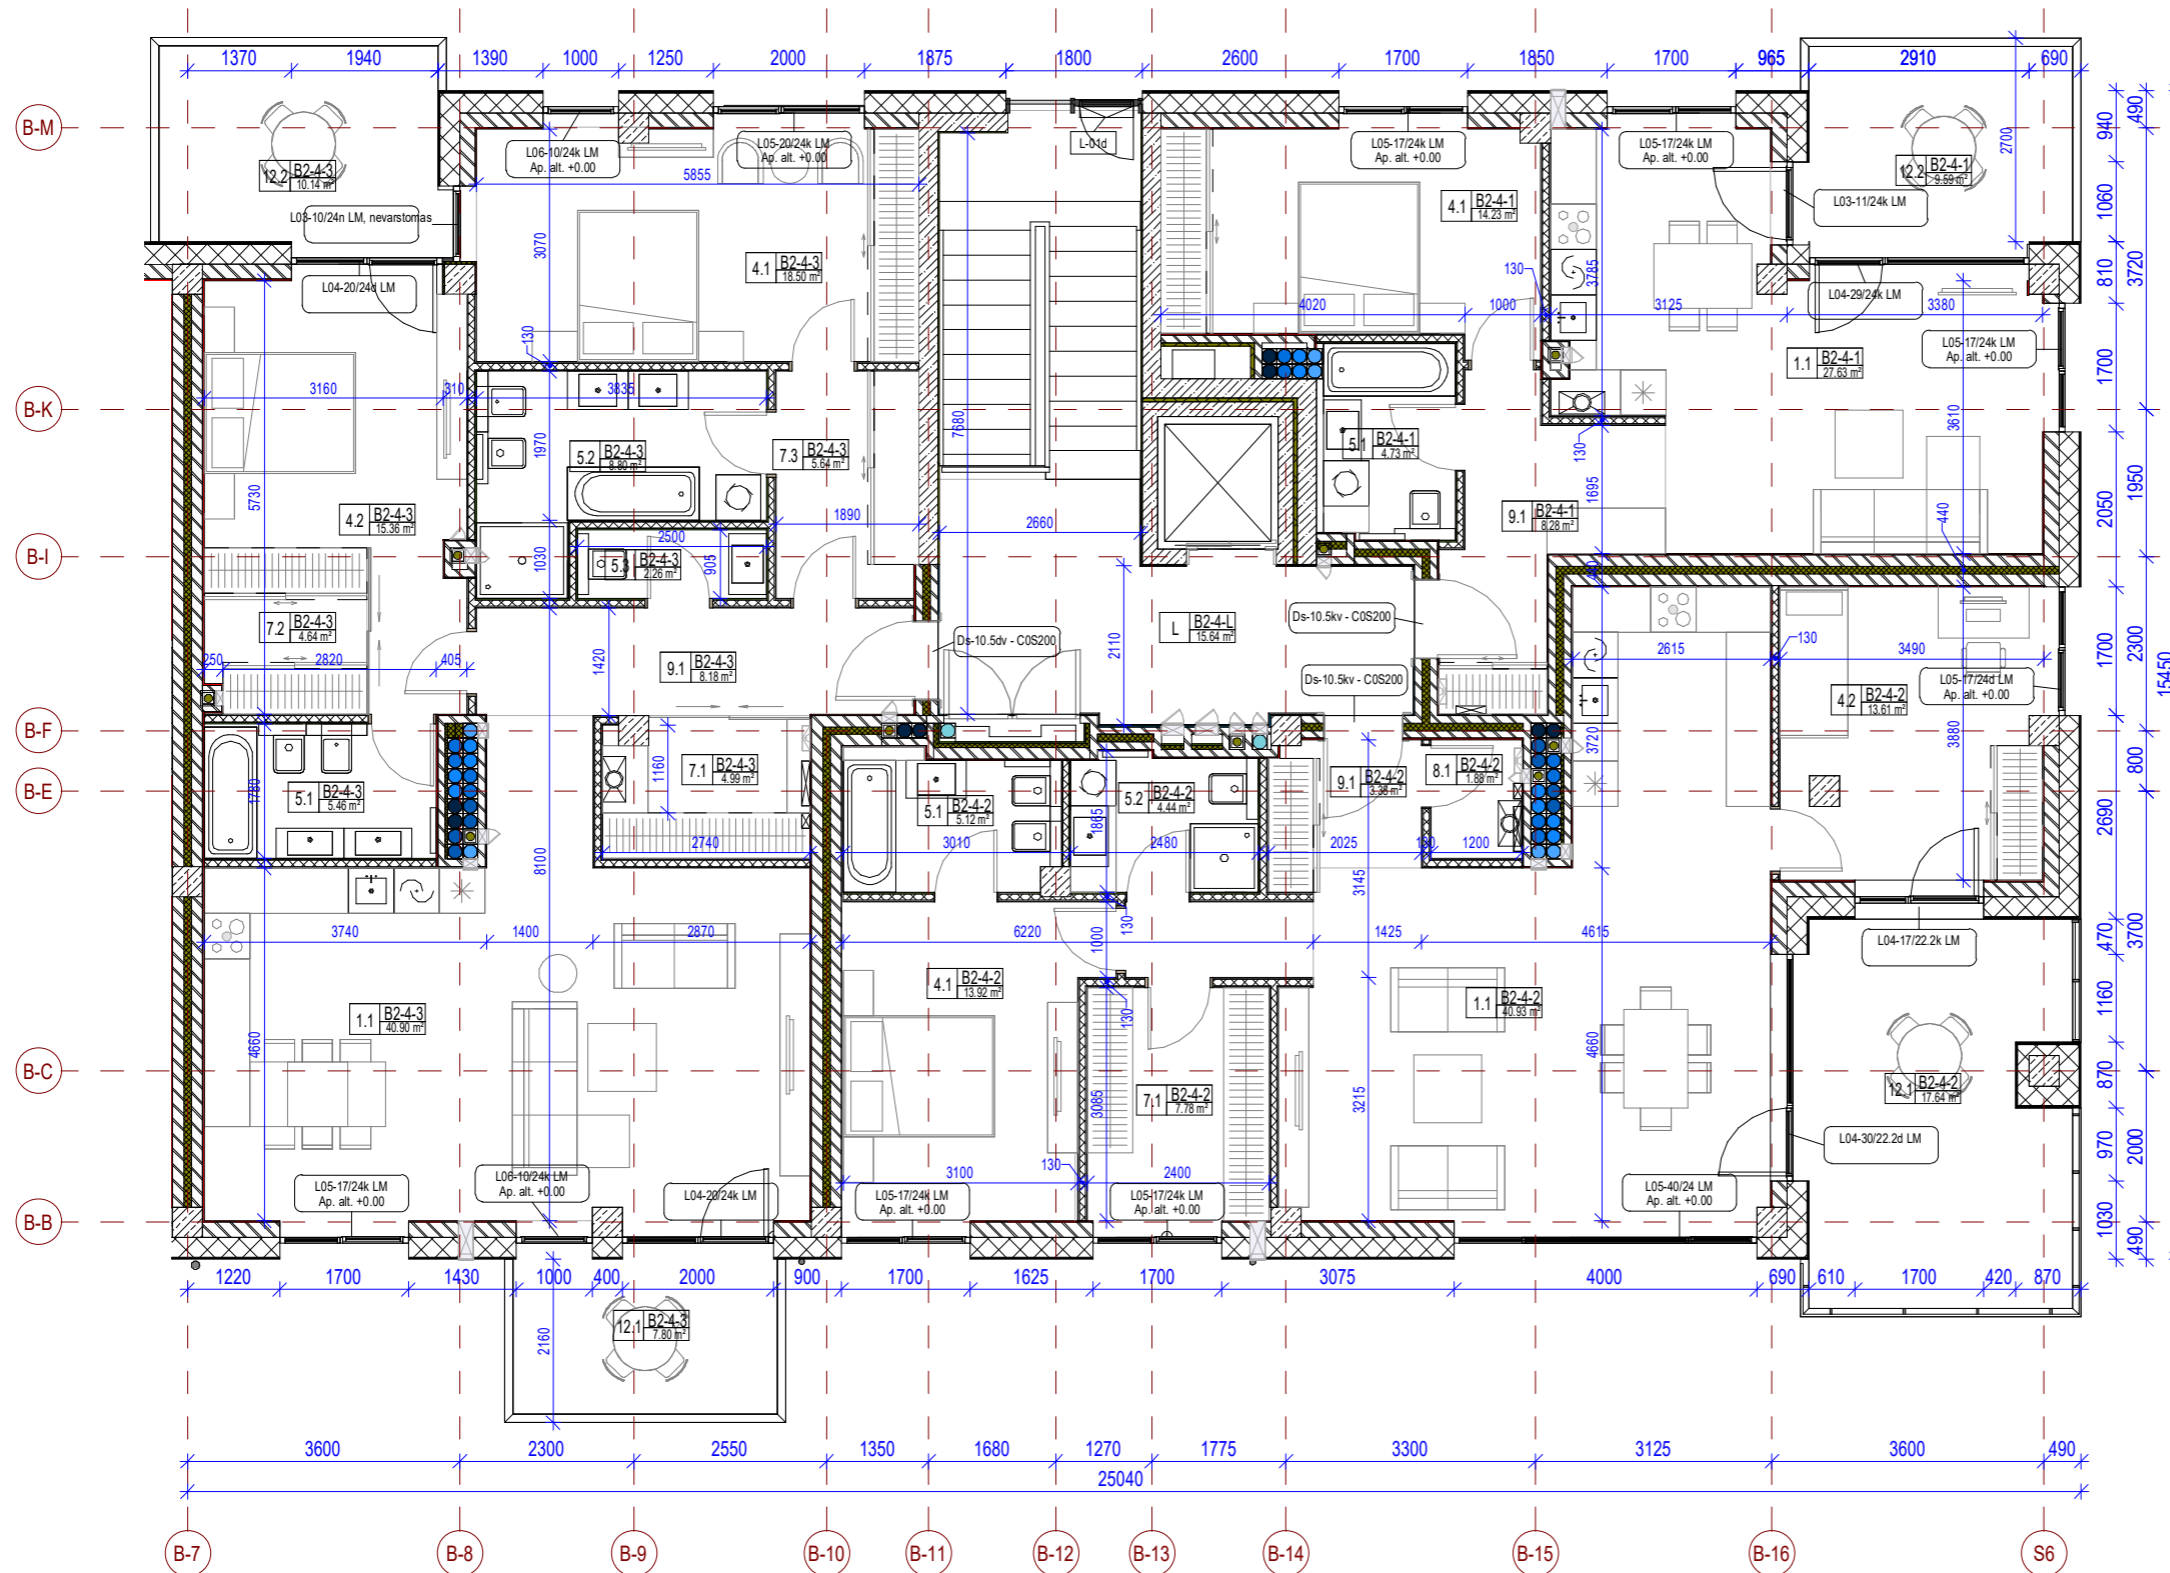 1370 1940 1390 1000 1250 2000 1875 1800 2600 1700 1850 1700 965 2910 690
B-M
B-K
B-I
B-F
B-E
B-C
B-B
490
940
1060
3720
810
1700
1950
2050
2300
1700
15450
800
2690
470
3700
1160
870
970
2000
1030
490
2700
L06-10/24k LM
Ap. alt. +0.00
L05-20/24k LM
Ap. alt. +0.00
L-01d
L05-17/24k LM
Ap. alt. +0.00
L05-17/24k LM
Ap. alt. +0.00
12.2 B2-4-3
10.14 m²
12.2 B2-4-1
9.59 m²
5855
4.1 B2-4-1
14.23 m²
L03-10/24n LM, nevarstomas
L03-11/24k LM
3070
4.1 B2-4-3
18.50 m²
3785
130
L04-20/24d LM
L04-29/24k LM
4020 1000 3125 3380
130
L05-17/24k LM
Ap. alt. +0.00
1.1 B2-4-1
27.63 m²
3160 310 3835
7680
3610
1970
5.2 B2-4-3
8.80 m²
7.3 B2-4-3
5.64 m²
5.1 B2-4-1
4.73 m²
130
1695
5730
4.2 B2-4-3
15.36 m²
1890
2660
9.1 B2-4-1
8.28 m²
440
2500
1030
5.3 B2-4-3
2.26 m²
905
7.2 B2-4-3
4.64 m²
250 2820 405
1420
9.1 B2-4-3
8.18 m²
Ds-10.5dv - C0S200
2110
L B2-4-L
15.64 m²
Ds-10.5kv - C0S200
Ds-10.5kv - C0S200
2615
130
3490
L05-17/24d LM
Ap. alt. +0.00
4.2 B2-4-2
13.61 m²
3720
3880
1780
5.1 B2-4-3
5.46 m²
1160
7.1 B2-4-3
4.99 m²
5.1 B2-4-2
5.12 m²
5.2 B2-4-2
4.44 m²
1865
9.1 B2-4-2
3.38 m²
8.1 B2-4-2
1.88 m²
2740 3010 2480 2025 130 1200
8100
3145
3740 1400 2870 6220 1425 4615
1000
130
L04-17/22.2k LM
4.1 B2-4-2
13.92 m²
130
1.1 B2-4-2
40.93 m²
1.1 B2-4-3
40.90 m²
4660
3085
7.1 B2-4-2
7.78 m²
3215
4660
12.1 B2-4-2
17.64 m²
L04-30/22.2d LM
3100 130 2400
L05-17/24k LM
Ap. alt. +0.00
L06-10/24k LM
Ap. alt. +0.00
L04-20/24k LM
L05-17/24k LM
Ap. alt. +0.00
L05-17/24k LM
Ap. alt. +0.00
L05-40/24 LM
Ap. alt. +0.00
1220 1700 1430 1000 400 2000 900 1700 1625 1700 3075 4000 690 610 1700 420 870
2160
12.1 B2-4-3
7.80 m²
3600 2300 2550 1350 1680 1270 1775 3300 3125 3600 490
25040
B-7 B-8 B-9 B-10 B-11 B-12 B-13 B-14 B-15 B-16 S6